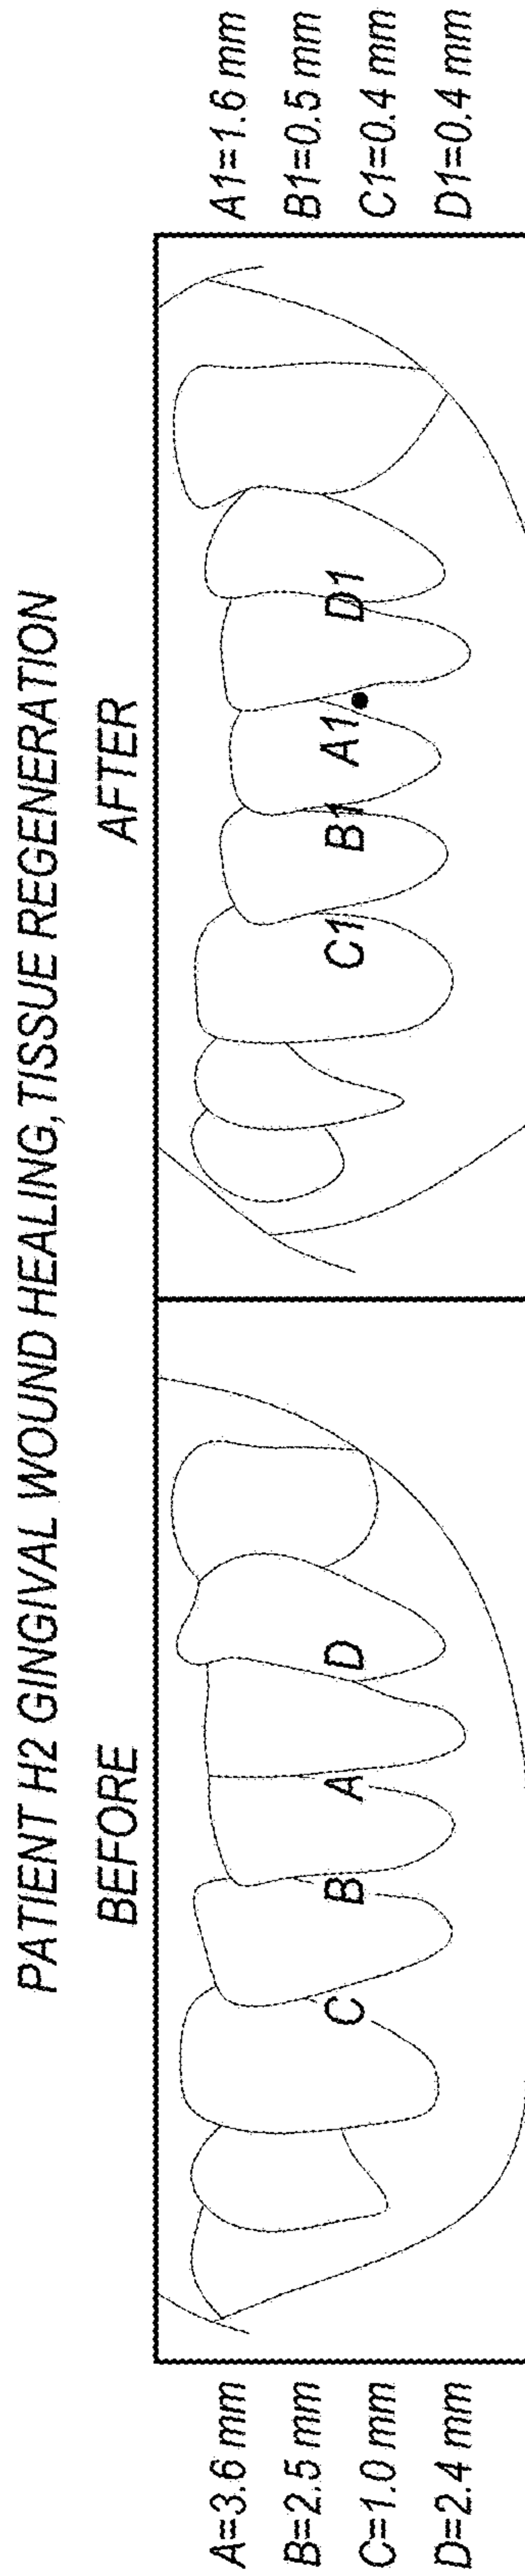 PATIENT H2 GINGIVAL WOUND HEALING, TISSUE REGENERATION
BEFORE
AFTER
A=3.6 mm
B=2.5 mm
C=1.0 mm
D=2.4 mm
C
B
A
D
C1
B1
A1
D1
A1=1.6 mm
B1=0.5 mm
C1=0.4 mm
D1=0.4 mm